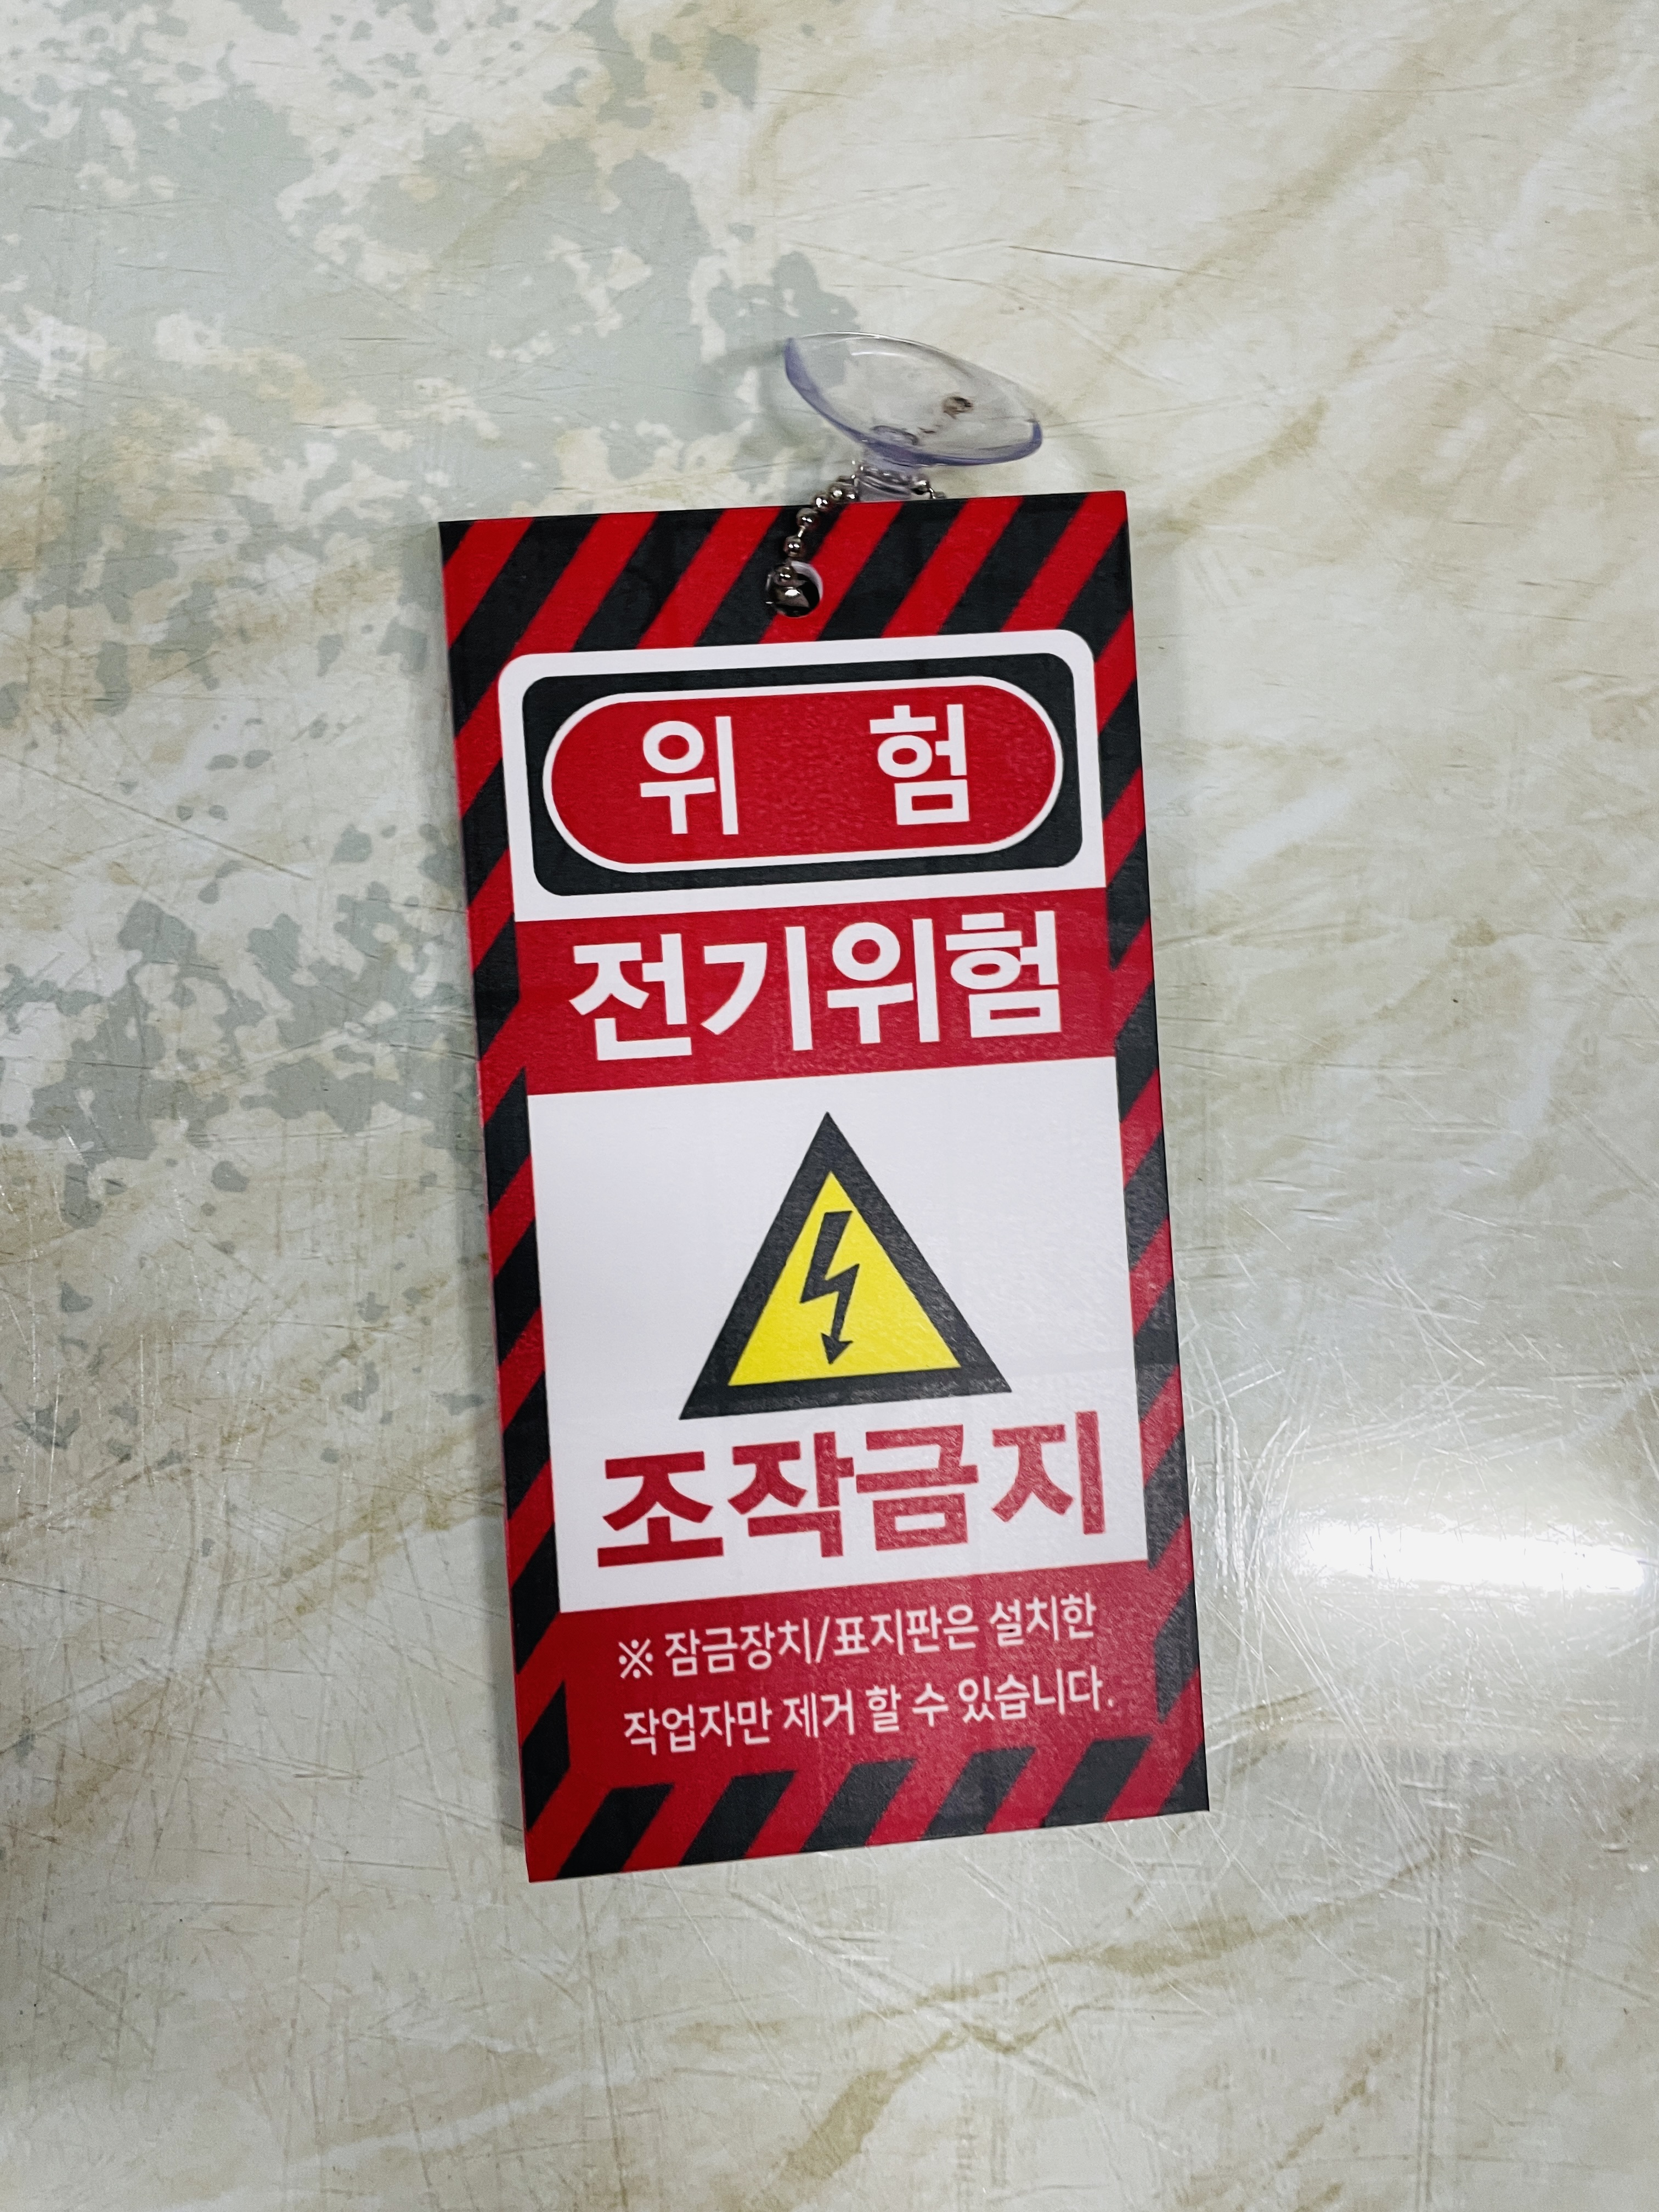 위 험
전기위험
조작금지
※ 잠금장치/표지판은 설치한
작업자만 제거 할 수 있습니다.